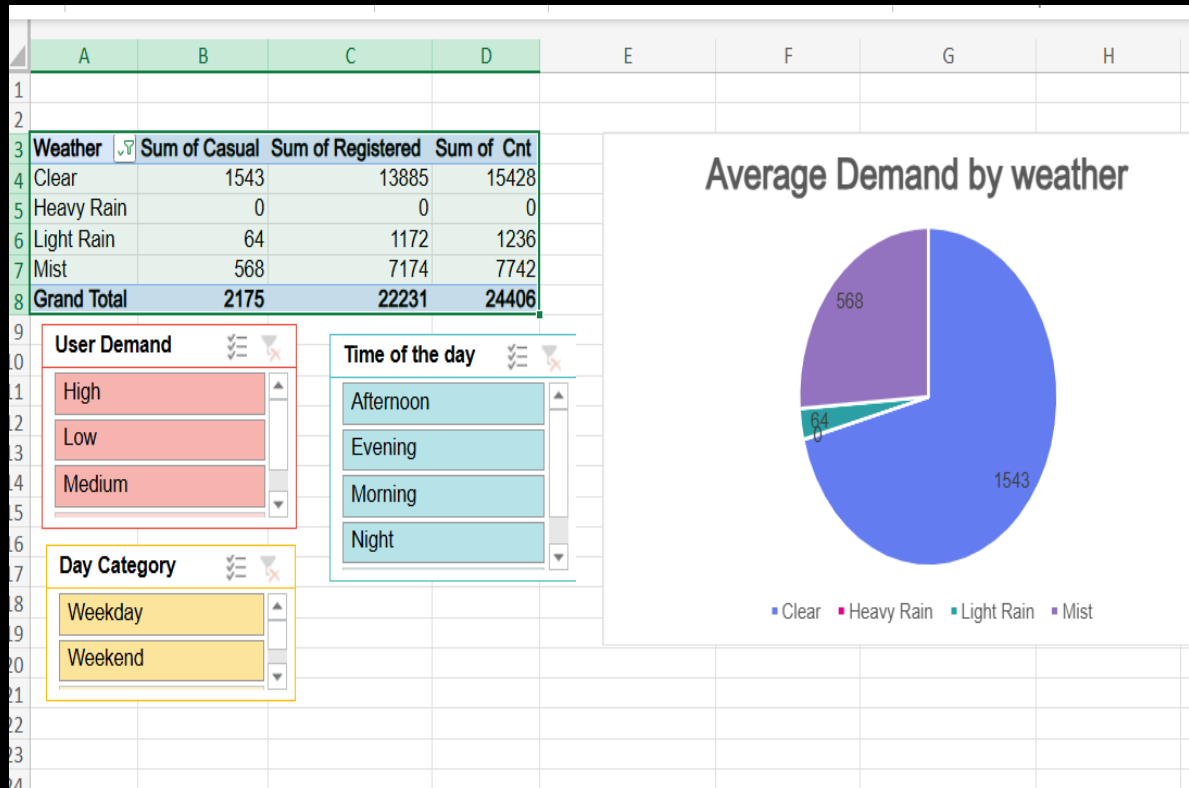 A B C D E F G H
1
2
3 Weather Sum of Casual Sum of Registered Sum of Cnt
4 Clear 1543 13885 15428
5 Heavy Rain 0 0 0
6 Light Rain 64 1172 1236
7 Mist 568 7174 7742
8 Grand Total 2175 22231 24406
9
User Demand
High
Low
Medium
Time of the day
Afternoon
Evening
Morning
Night
Day Category
Weekday
Weekend
Average Demand by weather
568
64
0
1543
Clear Heavy Rain Light Rain Mist